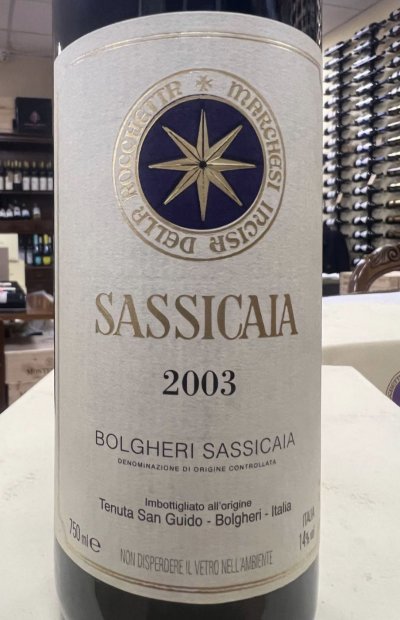 MARCHESI INCISA DELLA ROCCHETTA
SASSICAIA
2003
BOLGHERI SASSICAIA
DENOMINAZIONE DI ORIGINE CONTROLLATA
Imbottigliato all'origine
Tenuta San Guido - Bolgheri - Italia
750 ml e
ITALIA
14% vol
NON DISPERDERE IL VETRO NELL'AMBIENTE